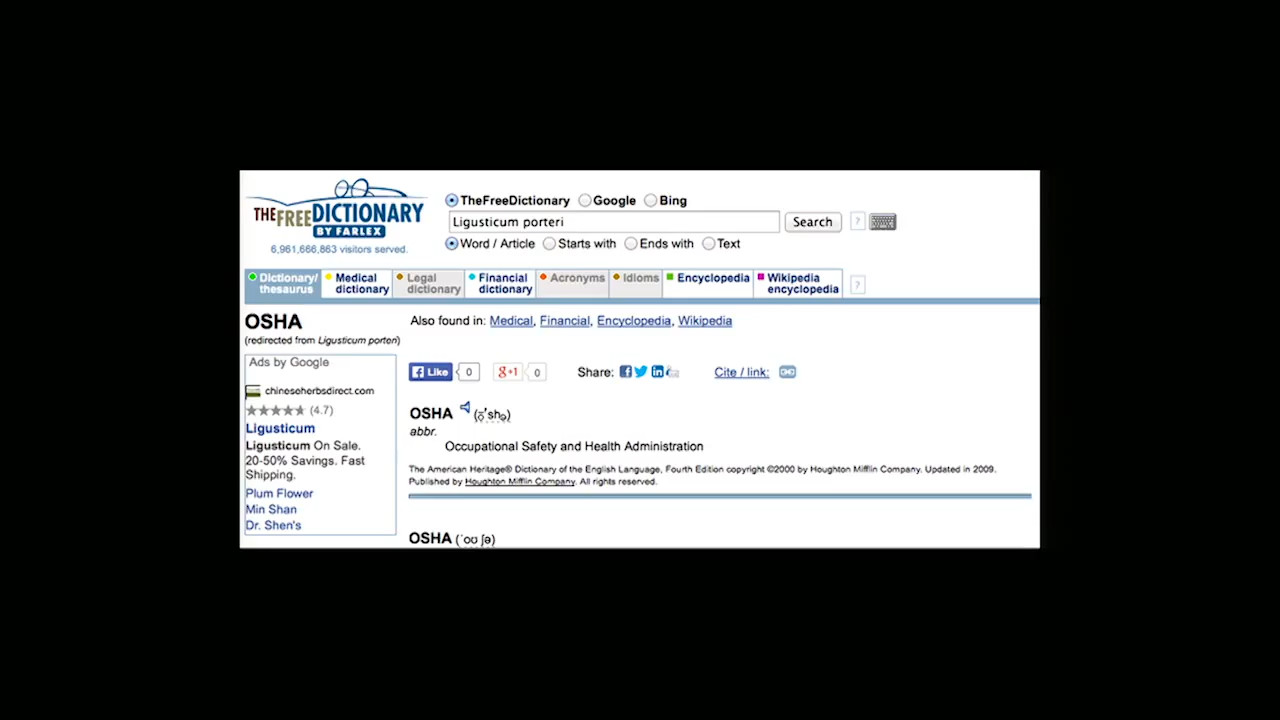 THEFREEDICTIONARY
BY FARLEX
6,961,666,863 visitors served.
TheFreeDictionary Google Bing
Ligusticum porteri Search ?
Word / Article Starts with Ends with Text
Dictionary/ thesaurus Medical dictionary Legal dictionary Financial dictionary Acronyms Idioms Encyclopedia Wikipedia encyclopedia ?
OSHA
(redirected from Ligusticum porteri)
Also found in: Medical, Financial, Encyclopedia, Wikipedia
Ads by Google
chineseherbsdirect.com
(4.7)
Ligusticum
Ligusticum On Sale.
20-50% Savings. Fast
Shipping.
Plum Flower
Min Shan
Dr. Shen's
Like 0 g+1 0 Share: Cite / link:
OSHA (ō′shə)
abbr.
Occupational Safety and Health Administration
The American Heritage® Dictionary of the English Language, Fourth Edition copyright ©2000 by Houghton Mifflin Company. Updated in 2009.
Published by Houghton Mifflin Company. All rights reserved.
OSHA (ˈoʊ ʃə)